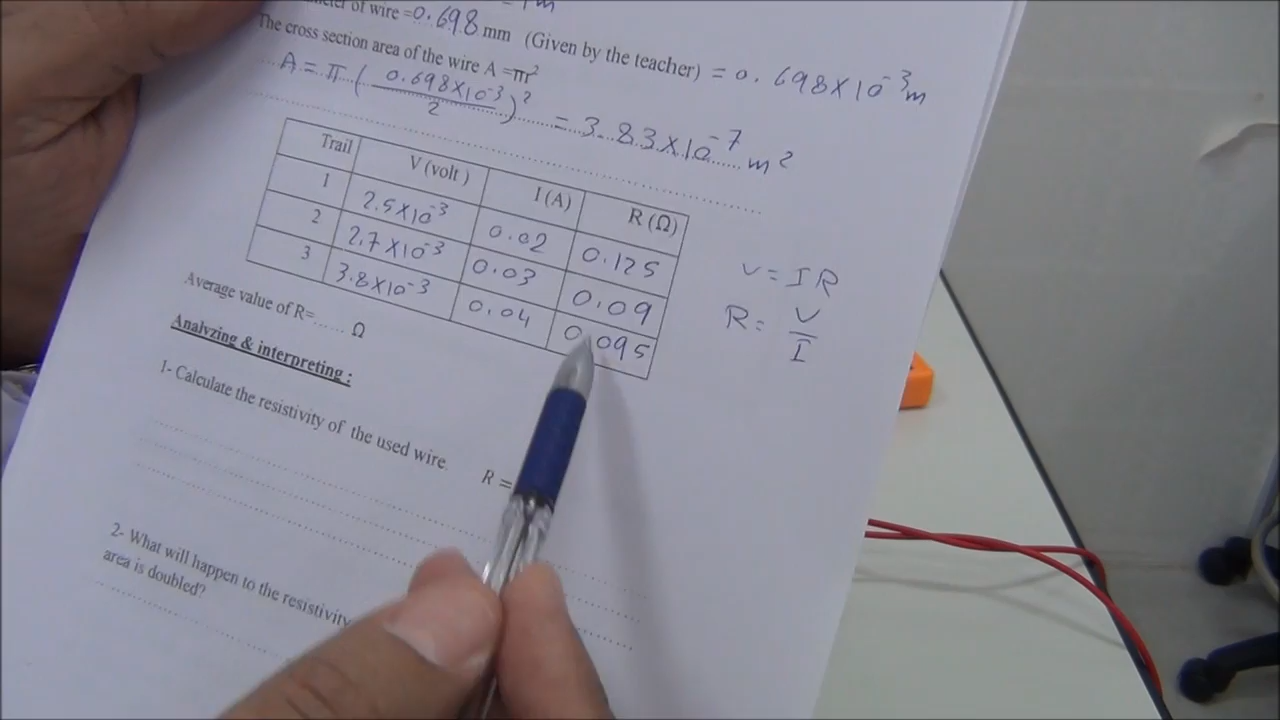 of wire =0.698 mm (Given by the teacher) = 0.698×10⁻³m
The cross section area of the wire A =πr²
A = π (0.698×10⁻³/2)² = 3.83×10⁻⁷ m²
Trail V (volt) I (A) R (Ω)
1 2.5×10⁻³ 0.02 0.125
2 2.7×10⁻³ 0.03 0.09
3 3.8×10⁻³ 0.04 0.095
V = IR
R = V/I
Average value of R=...... Ω
Analyzing & interpreting :
1- Calculate the resistivity of the used wire. R =
2- What will happen to the resistivity
area is doubled?